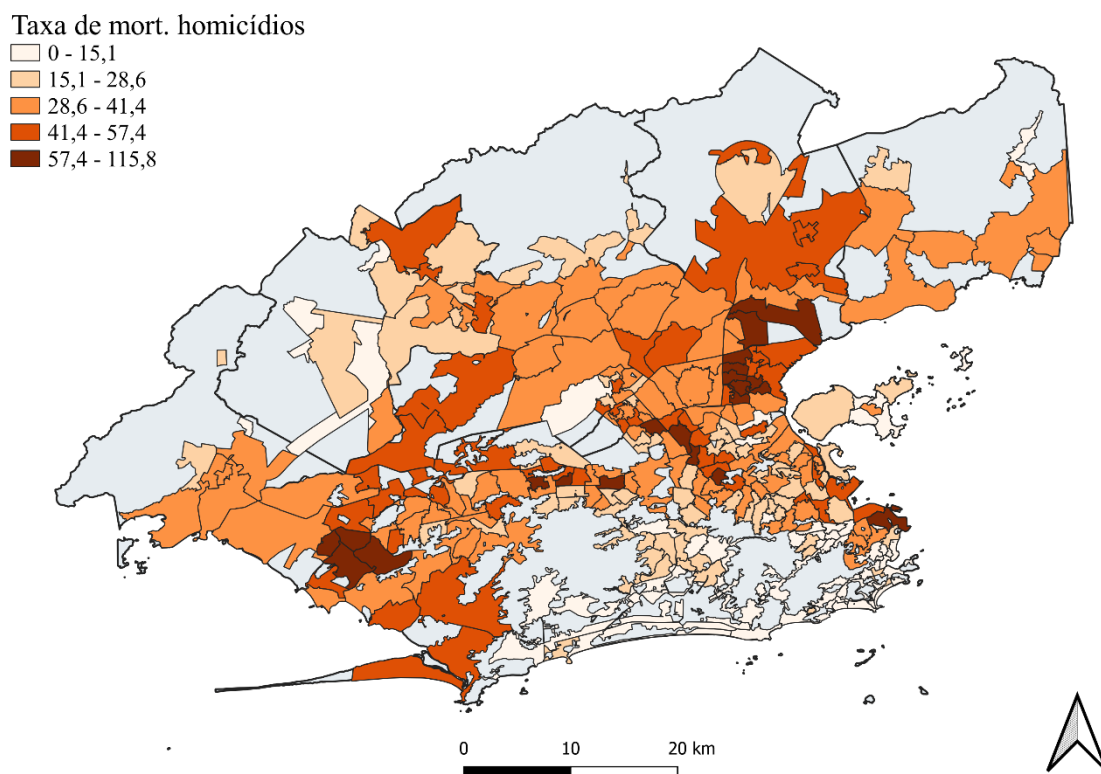 Taxa de mort. homicídios
0 - 15,1
15,1 - 28,6
28,6 - 41,4
41,4 - 57,4
57,4 - 115,8
0 10 20 km